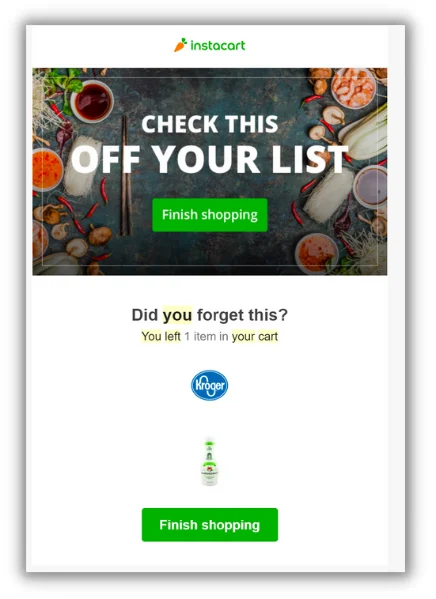 instacart
CHECK THIS
OFF YOUR LIST
Finish shopping
Did you forget this?
You left 1 item in your cart
Kroger
Finish shopping